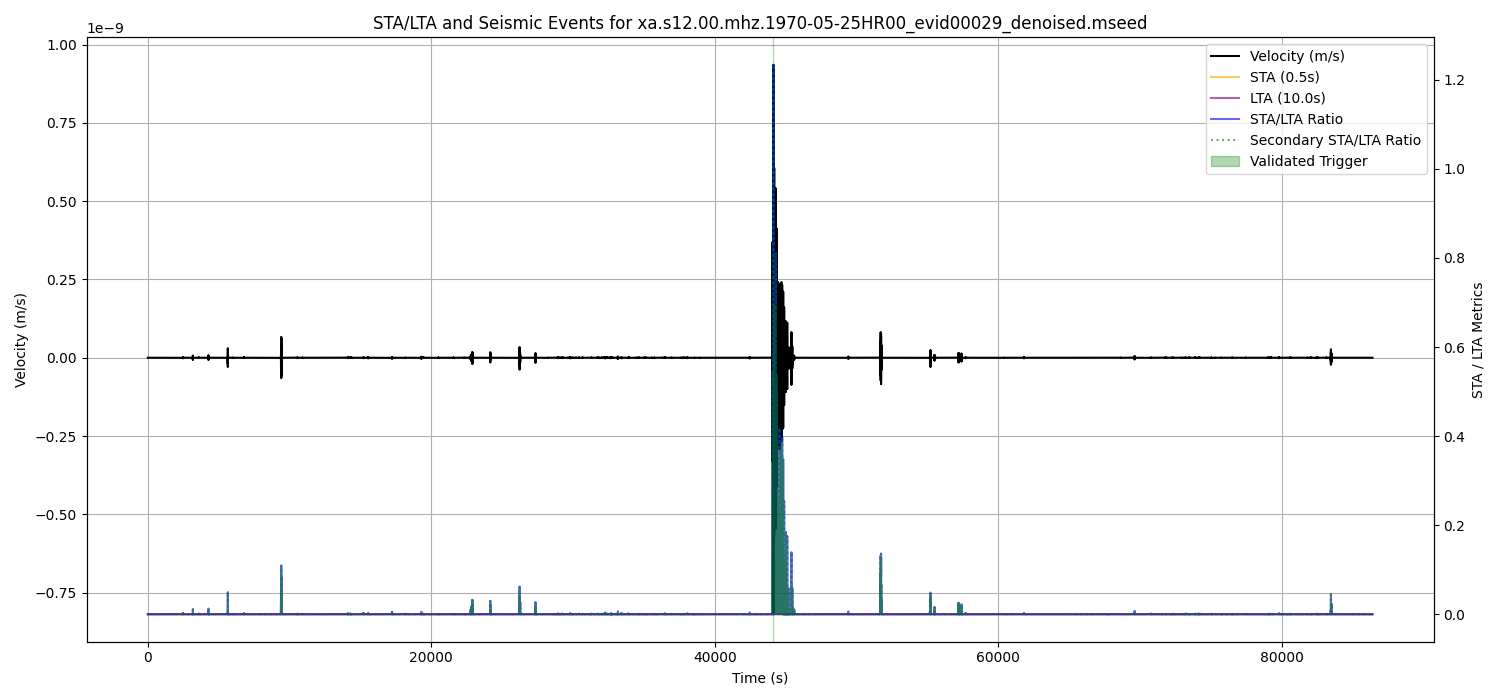 STA/LTA and Seismic Events for xa.s12.00.mhz.1970-05-25HR00_evid00029_denoised.mseed
1e−9
1.00
0.75
0.50
0.25
0.00
−0.25
−0.50
−0.75
Velocity (m/s)
Velocity (m/s)
STA (0.5s)
LTA (10.0s)
STA/LTA Ratio
Secondary STA/LTA Ratio
Validated Trigger
1.2
1.0
0.8
0.6
0.4
0.2
0.0
STA / LTA Metrics
0 20000 40000 60000 80000
Time (s)